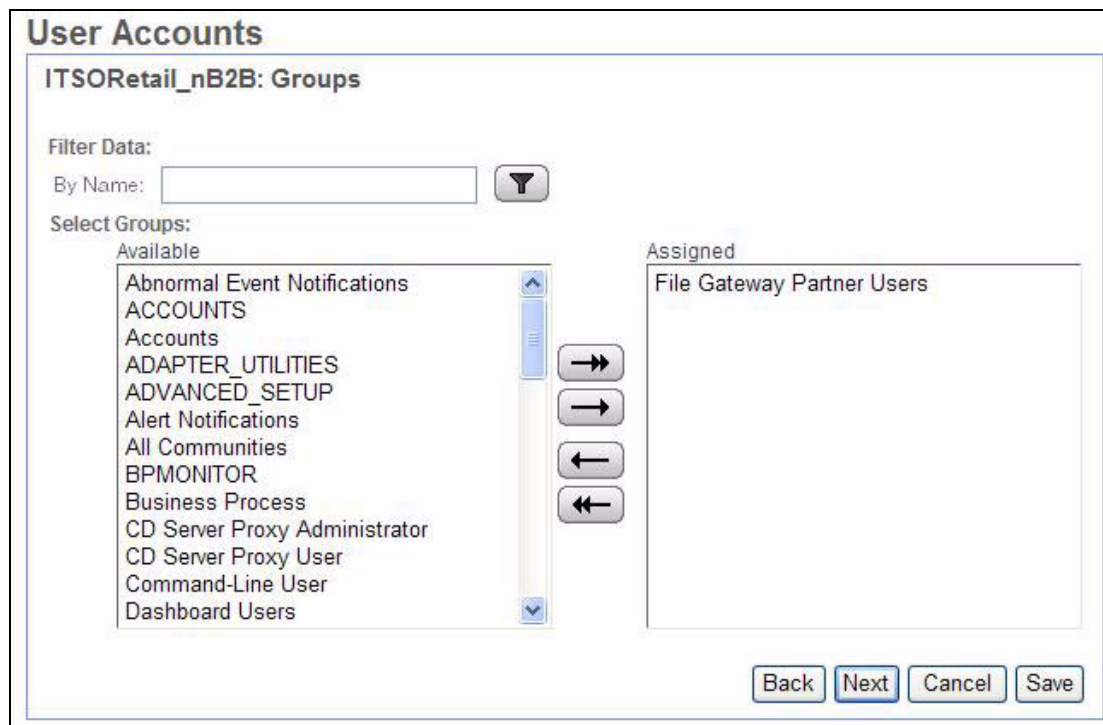 User Accounts
ITSORetail_nB2B: Groups
Filter Data:
By Name:
Select Groups:
Available
Abnormal Event Notifications
ACCOUNTS
Accounts
ADAPTER_UTILITIES
ADVANCED_SETUP
Alert Notifications
All Communities
BPMONITOR
Business Process
CD Server Proxy Administrator
CD Server Proxy User
Command-Line User
Dashboard Users
Assigned
File Gateway Partner Users
Back Next Cancel Save